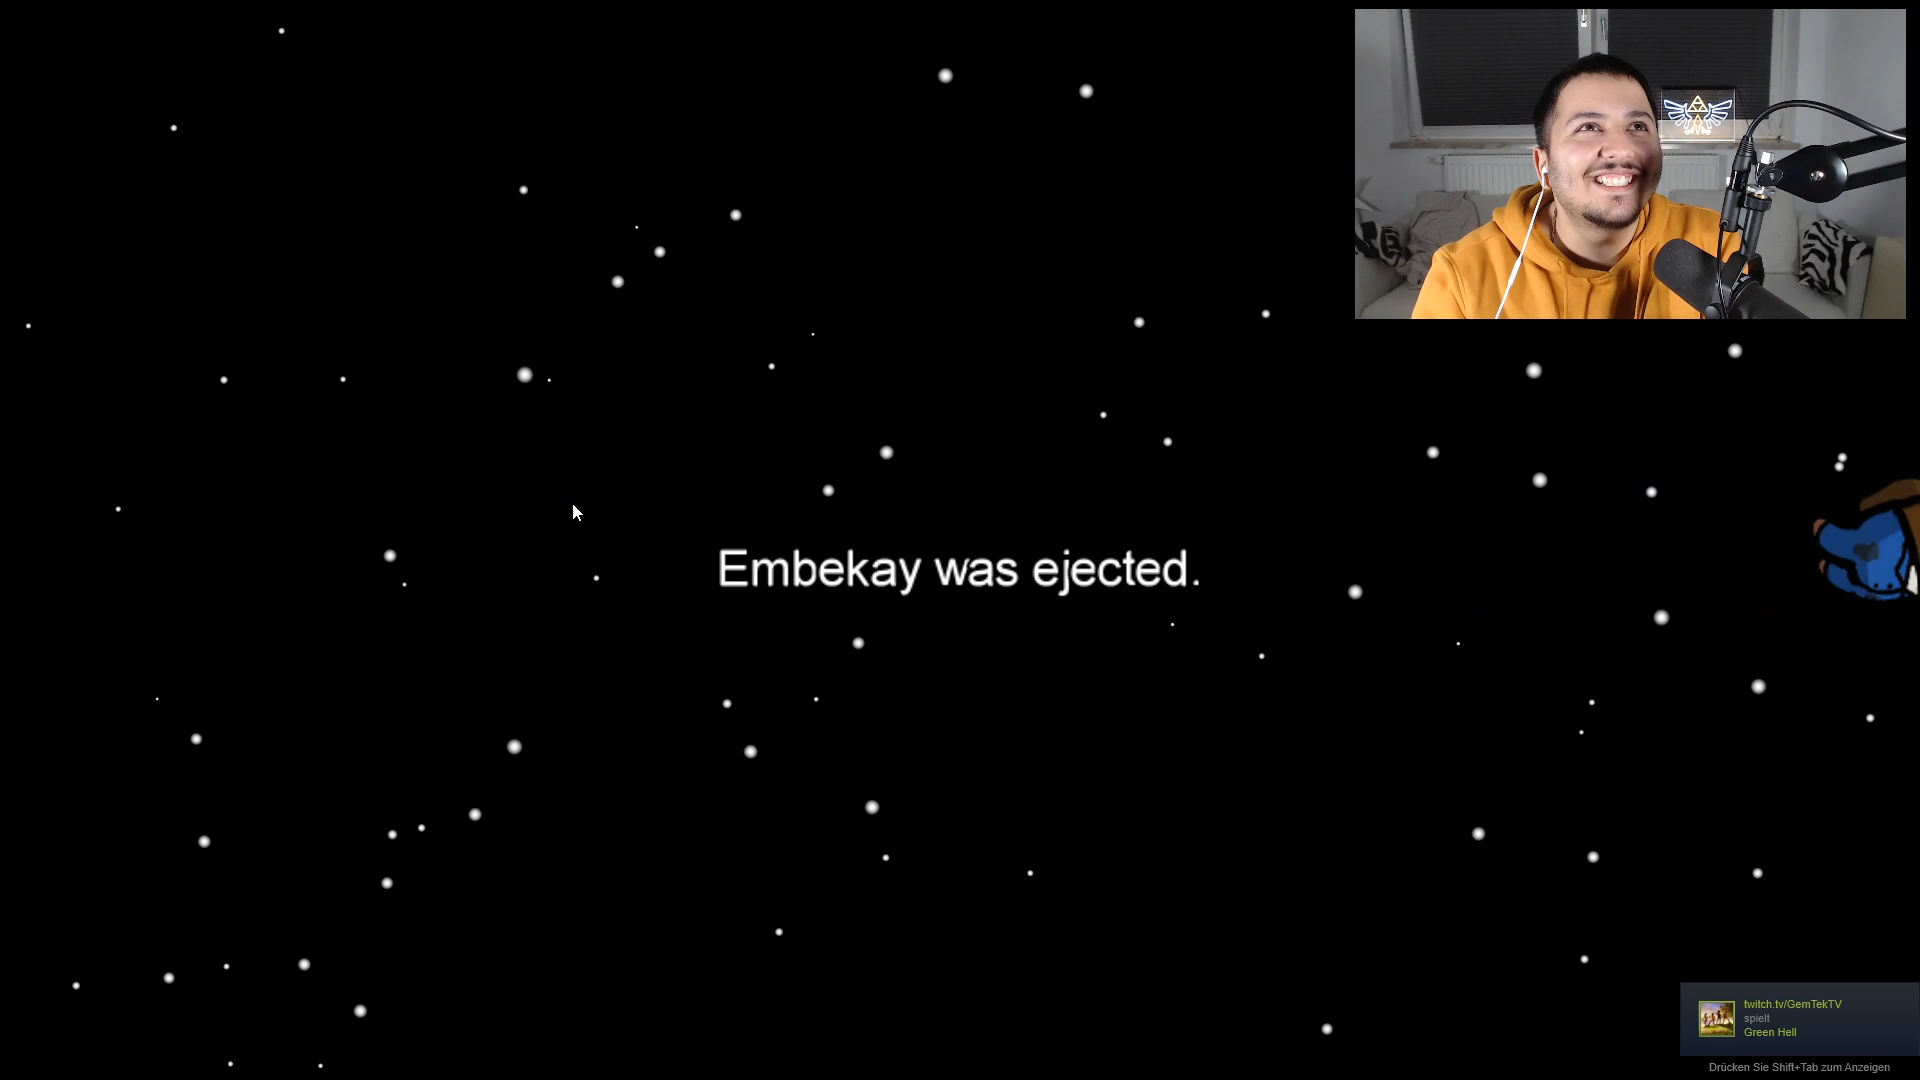 Embekay was ejected.
twitch.tv/GemTekTV
spielt
Green Hell
Drücken Sie Shift+Tab zum Anzeigen